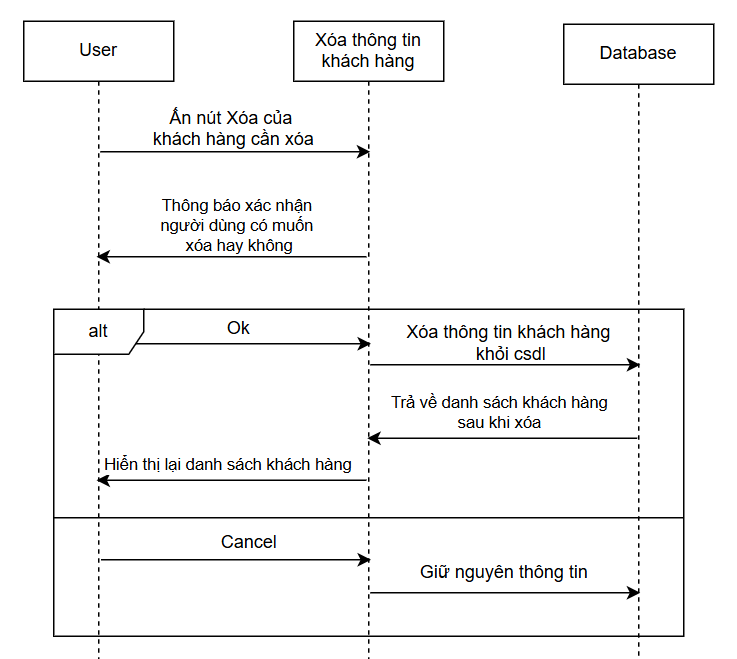 User
Xóa thông tin
khách hàng
Database
Ấn nút Xóa của
khách hàng cần xóa
Thông báo xác nhận
người dùng có muốn
xóa hay không
alt
Ok
Xóa thông tin khách hàng
khỏi csdl
Trả về danh sách khách hàng
sau khi xóa
Hiển thị lại danh sách khách hàng
Cancel
Giữ nguyên thông tin